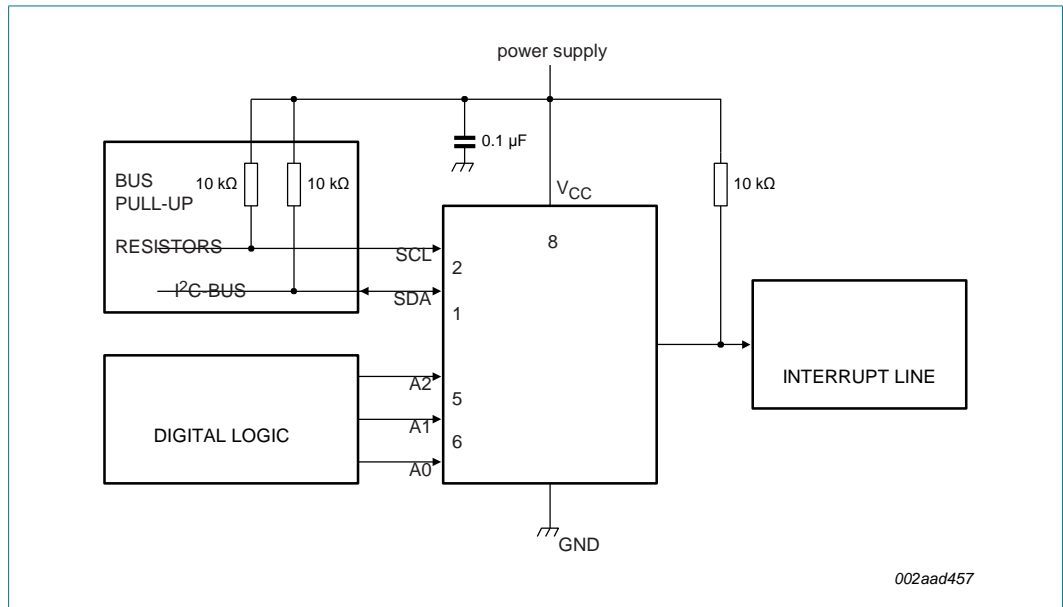 power supply
0.1 μF
BUS
PULL-UP
10 kΩ
10 kΩ
10 kΩ
VCC
RESISTORS
SCL
8
2
I²C-BUS
SDA
1
INTERRUPT LINE
A2
5
A1
DIGITAL LOGIC
6
A0
GND
002aad457